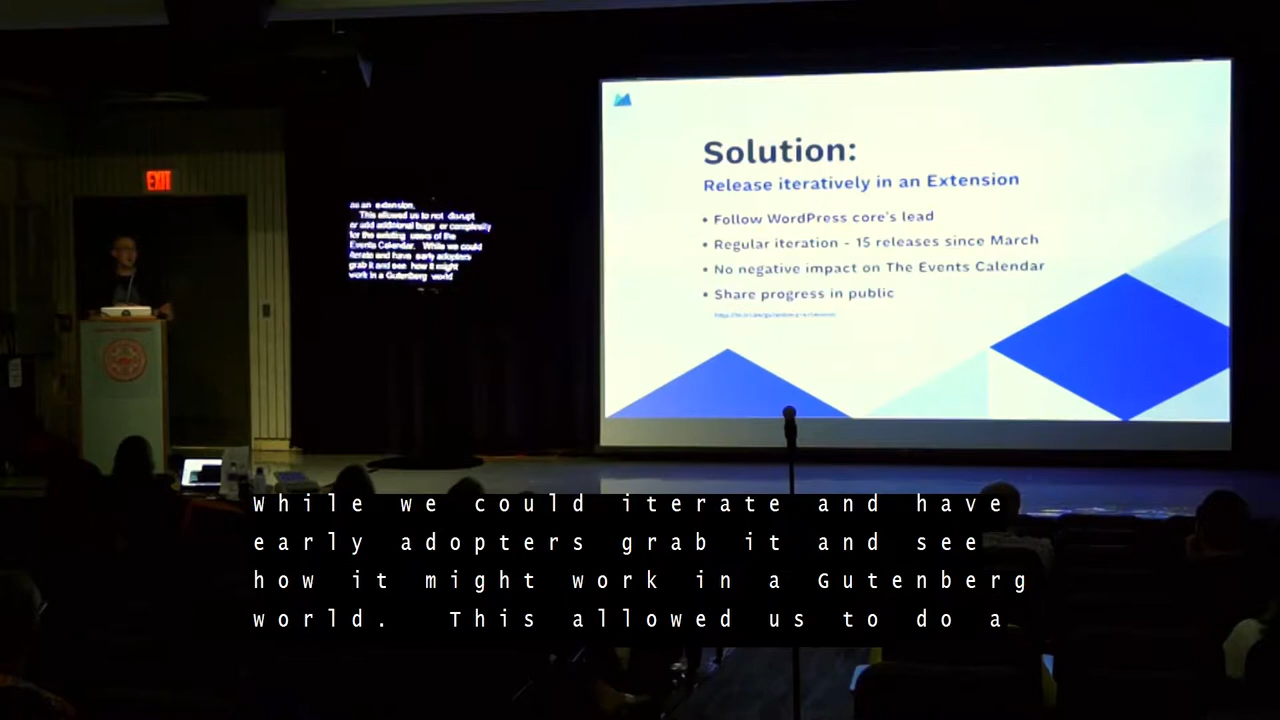 EXIT
as an extension.
This allowed us to not disrupt
or add additional bugs or complexity
for the existing users of the
Events Calendar. While we could
iterate and have early adopters
grab it and see how it might
work in a Gutenberg world
Solution:
Release iteratively in an Extension
• Follow WordPress core's lead
• Regular iteration - 15 releases since March
• No negative impact on The Events Calendar
• Share progress in public
While we could iterate and have
early adopters grab it and see
how it might work in a Gutenberg
world. This allowed us to do a